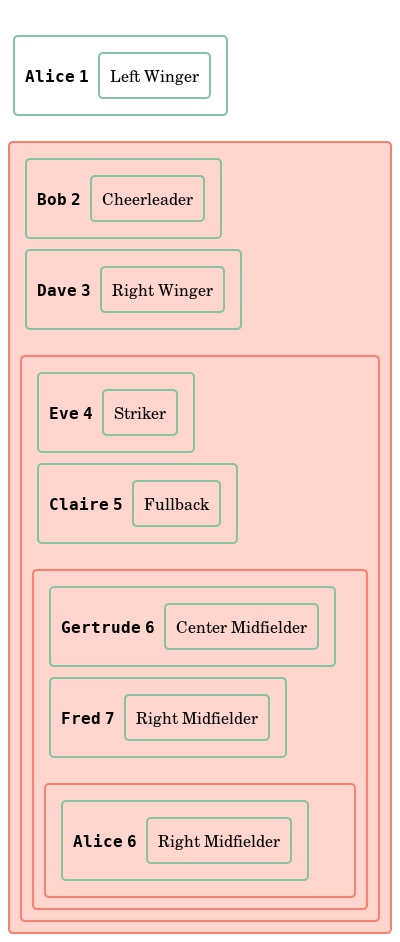 Alice 1 Left Winger
Bob 2 Cheerleader
Dave 3 Right Winger
Eve 4 Striker
Claire 5 Fullback
Gertrude 6 Center Midfielder
Fred 7 Right Midfielder
Alice 6 Right Midfielder